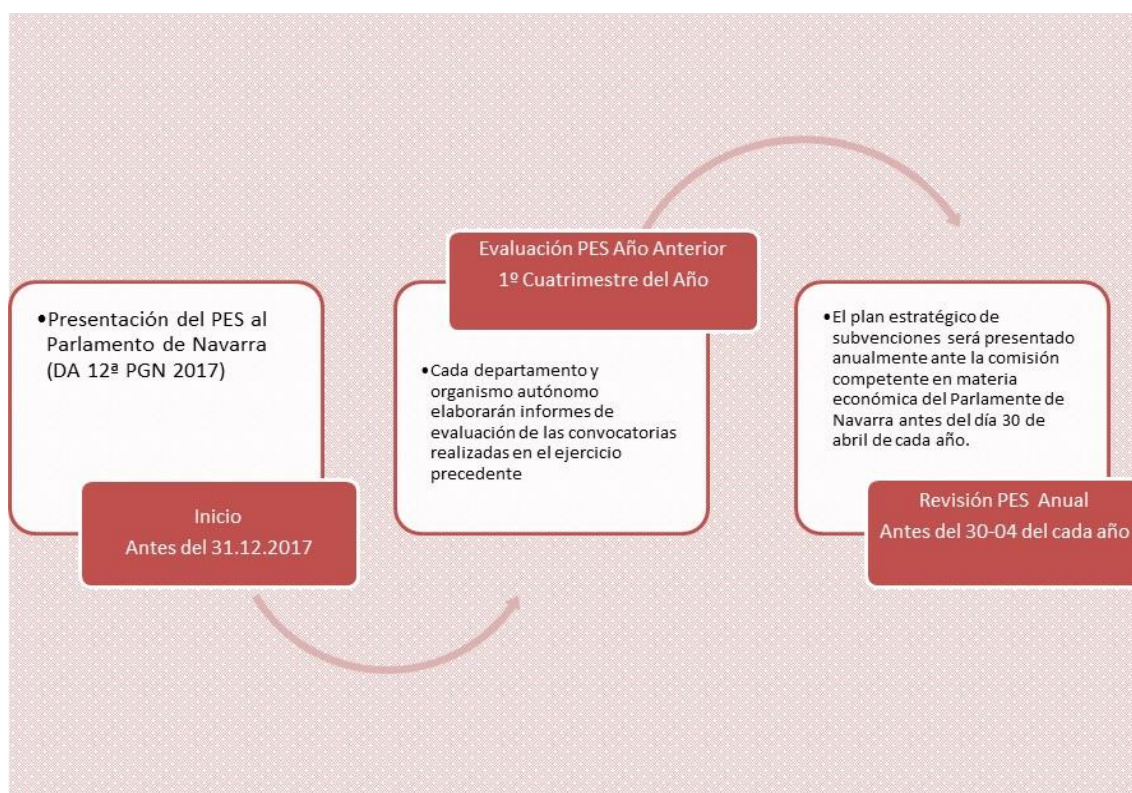 •Presentación del PES al
Parlamento de Navarra
(DA 12ª PGN 2017)
Inicio
Antes del 31.12.2017
Evaluación PES Año Anterior
1º Cuatrimestre del Año
•Cada departamento y
organismo autónomo
elaborarán informes de
evaluación de las convocatorias
realizadas en el ejercicio
precedente
•El plan estratégico de
subvenciones será presentado
anualmente ante la comisión
competente en materia
económica del Parlamente de
Navarra antes del día 30 de
abril de cada año.
Revisión PES Anual
Antes del 30-04 del cada año